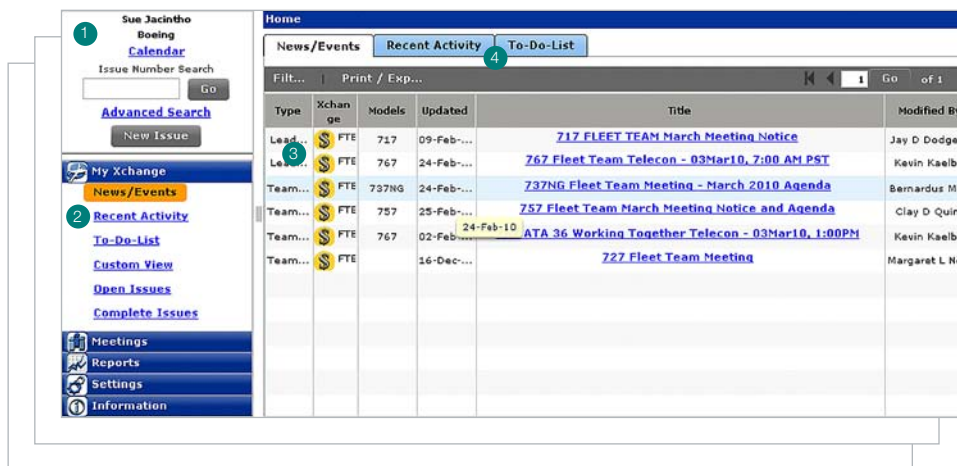 Sue Jacintho
Boeing
1
Calendar
Issue Number Search
Go
Advanced Search
New Issue
My Xchange
News/Events
2
Recent Activity
To-Do-List
Custom View
Open Issues
Complete Issues
Meetings
Reports
Settings
Information
Home
News/Events Recent Activity To-Do-List
4
Filt... | Print / Exp... 1 Go of 1
Type Xchan ge Models Updated Title Modified By
Lead... $ FTE 717 09-Feb-... 717 FLEET TEAM March Meeting Notice Jay D Dodge
3
Lead... $ FTE 767 24-Feb-... 767 Fleet Team Telecon - 03Mar10, 7:00 AM PST Kevin Kaelb
Team... $ FTE 737NG 24-Feb-... 737NG Fleet Team Meeting - March 2010 Agenda Bernardus M
Team... $ FTE 757 25-Feb-... 757 Fleet Team March Meeting Notice and Agenda Clay D Quin
24-Feb-10
Team... $ FTE 767 02-Feb-... ATA 36 Working Together Telecon - 03Mar10, 1:00PM Kevin Kaelb
Team... $ FTE 16-Dec-... 727 Fleet Team Meeting Margaret L N